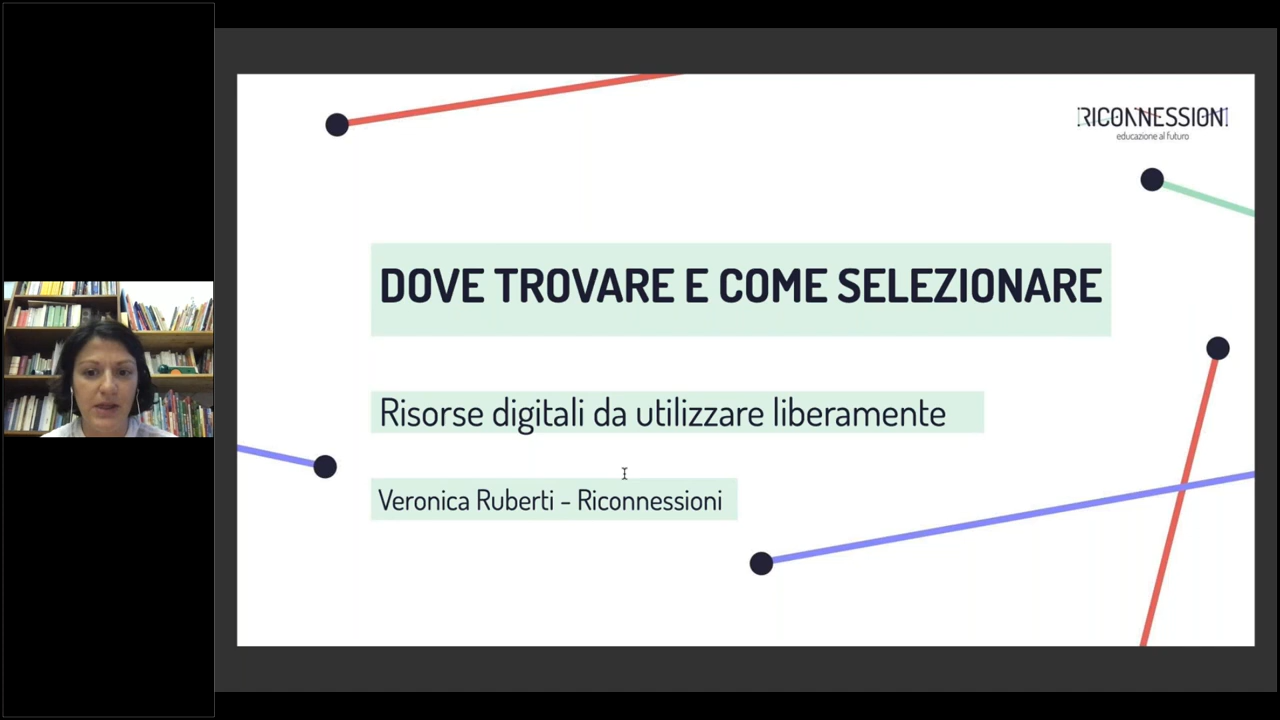 RICONNESSIONI
educazione al futuro
DOVE TROVARE E COME SELEZIONARE
Risorse digitali da utilizzare liberamente
Veronica Ruberti - Riconnessioni